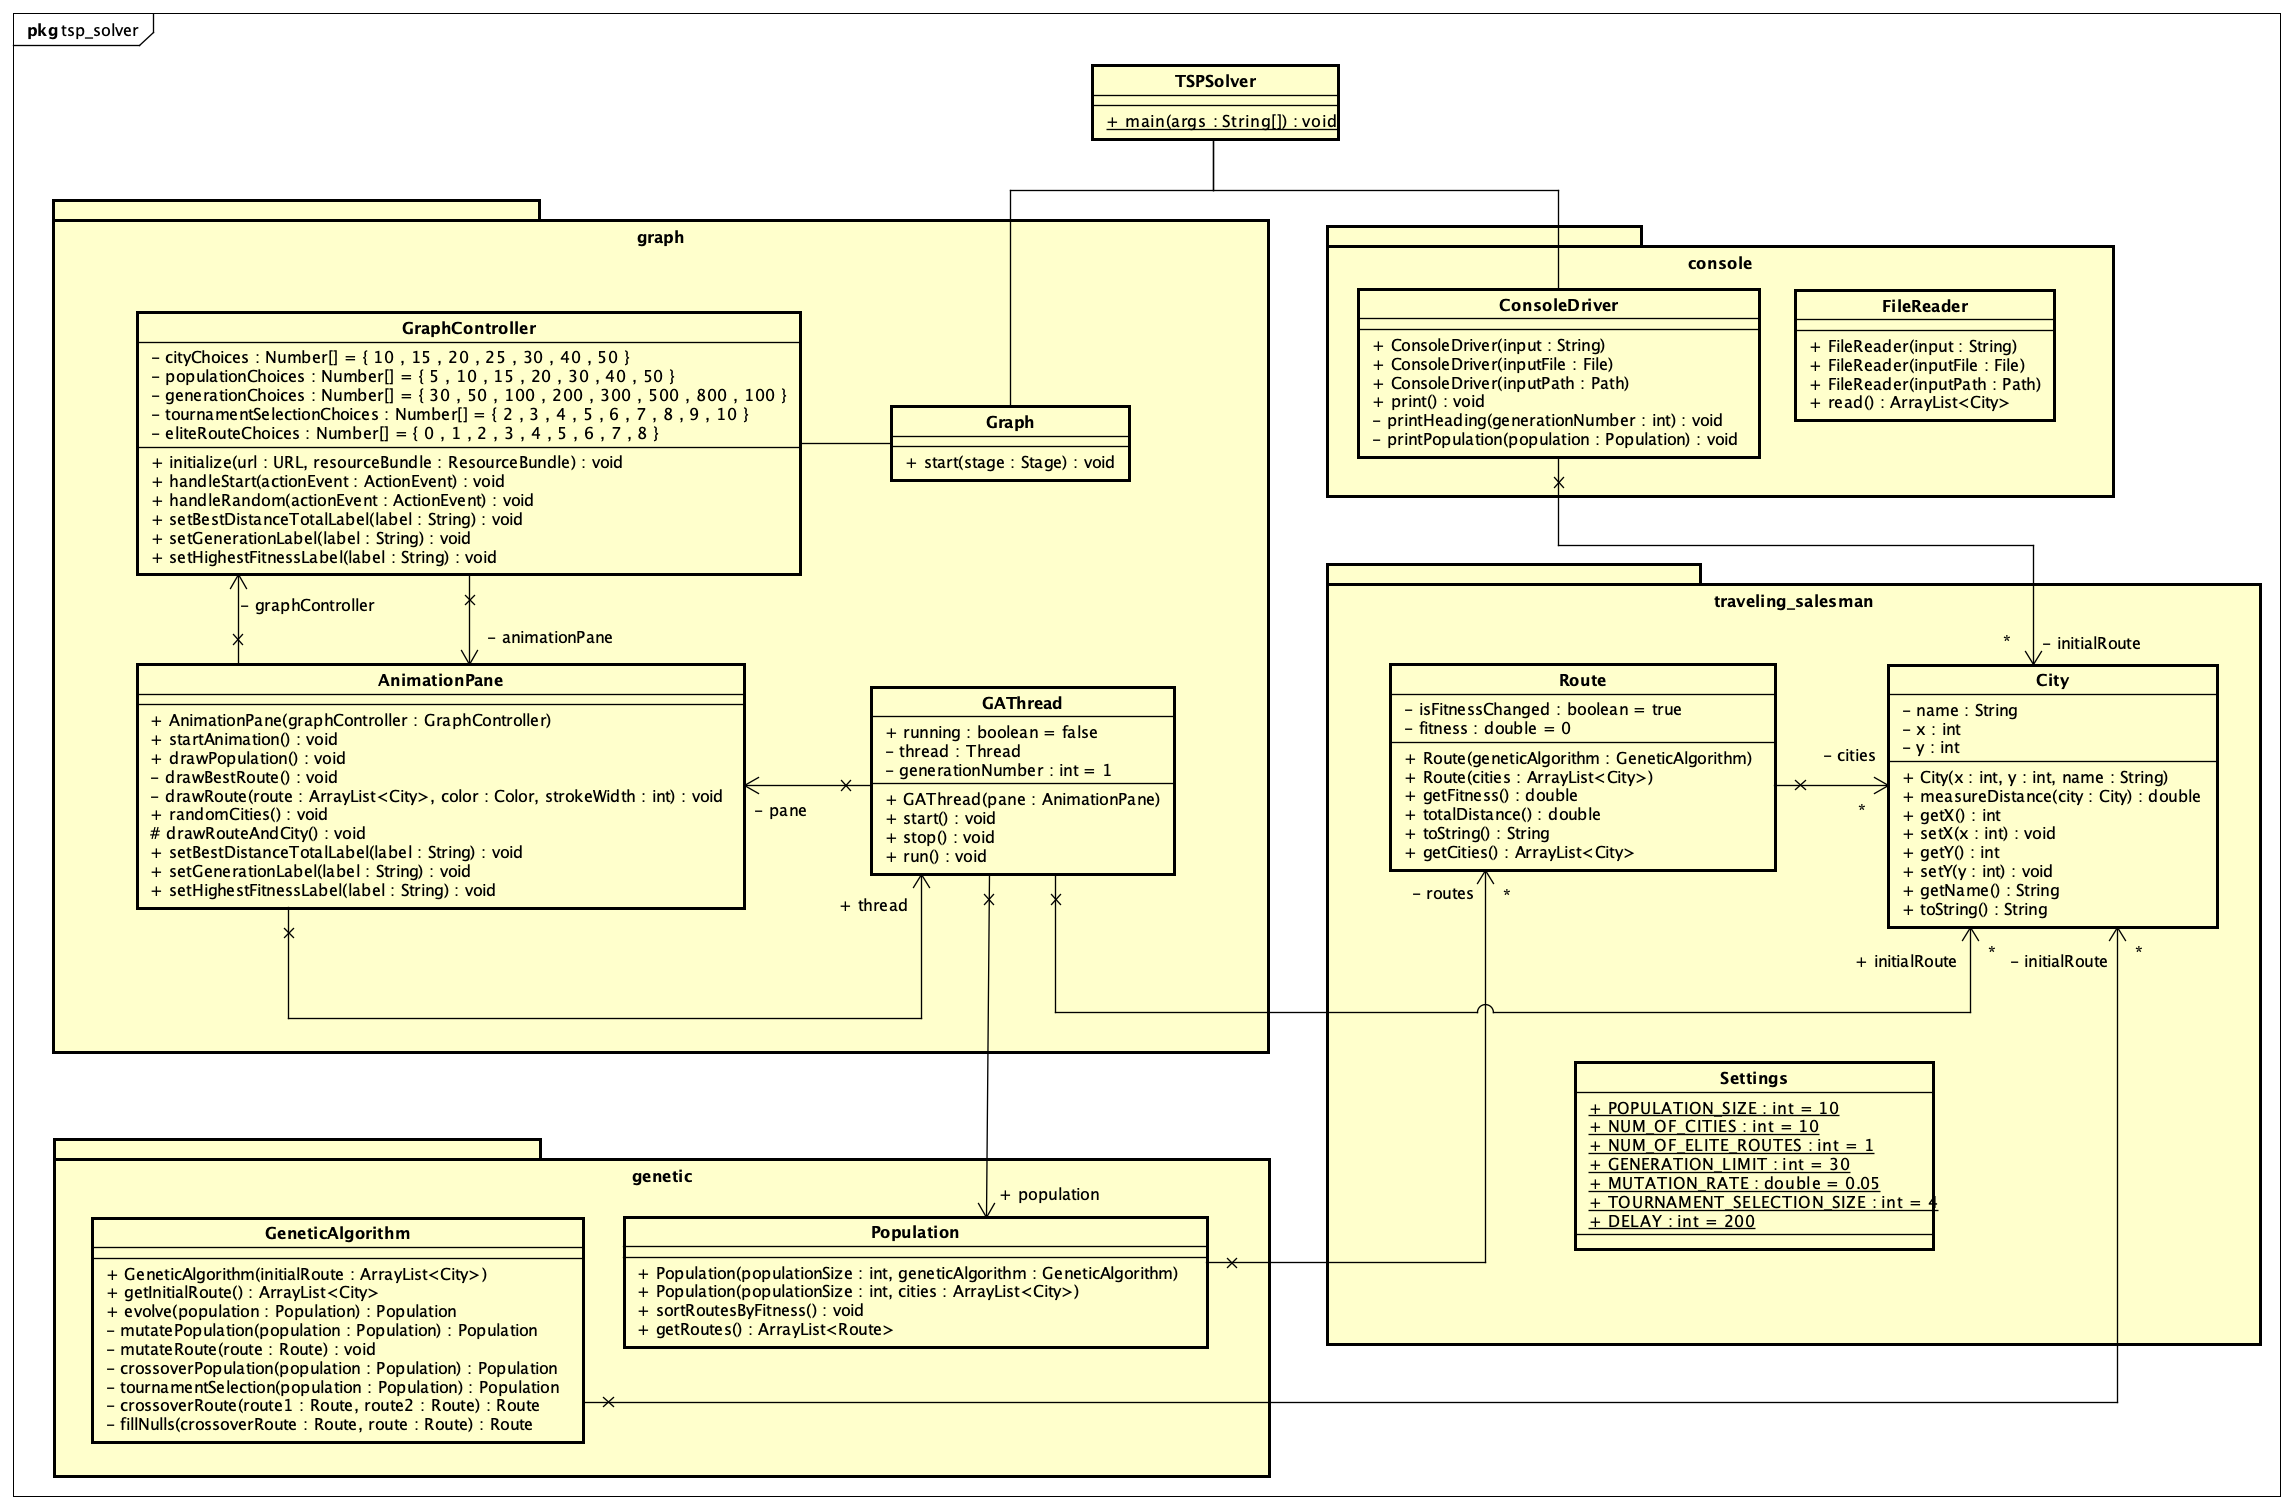 pkg tsp_solver
TSPSolver
+ main(args : String[]) : void
graph
GraphController
– cityChoices : Number[] = { 10 , 15 , 20 , 25 , 30 , 40 , 50 }
– populationChoices : Number[] = { 5 , 10 , 15 , 20 , 30 , 40 , 50 }
– generationChoices : Number[] = { 30 , 50 , 100 , 200 , 300 , 500 , 800 , 100 }
– tournamentSelectionChoices : Number[] = { 2 , 3 , 4 , 5 , 6 , 7 , 8 , 9 , 10 }
– eliteRouteChoices : Number[] = { 0 , 1 , 2 , 3 , 4 , 5 , 6 , 7 , 8 }
+ initialize(url : URL, resourceBundle : ResourceBundle) : void
+ handleStart(actionEvent : ActionEvent) : void
+ handleRandom(actionEvent : ActionEvent) : void
+ setBestDistanceTotalLabel(label : String) : void
+ setGenerationLabel(label : String) : void
+ setHighestFitnessLabel(label : String) : void
Graph
+ start(stage : Stage) : void
– graphController
– animationPane
AnimationPane
+ AnimationPane(graphController : GraphController)
+ startAnimation() : void
+ drawPopulation() : void
– drawBestRoute() : void
– drawRoute(route : ArrayList<City>, color : Color, strokeWidth : int) : void
+ randomCities() : void
# drawRouteAndCity() : void
+ setBestDistanceTotalLabel(label : String) : void
+ setGenerationLabel(label : String) : void
+ setHighestFitnessLabel(label : String) : void
– pane
GAThread
+ running : boolean = false
– thread : Thread
– generationNumber : int = 1
+ GAThread(pane : AnimationPane)
+ start() : void
+ stop() : void
+ run() : void
+ thread
console
ConsoleDriver
+ ConsoleDriver(input : String)
+ ConsoleDriver(inputFile : File)
+ ConsoleDriver(inputPath : Path)
+ print() : void
– printHeading(generationNumber : int) : void
– printPopulation(population : Population) : void
FileReader
+ FileReader(input : String)
+ FileReader(inputFile : File)
+ FileReader(inputPath : Path)
+ read() : ArrayList<City>
traveling_salesman
* – initialRoute
Route
– isFitnessChanged : boolean = true
– fitness : double = 0
+ Route(geneticAlgorithm : GeneticAlgorithm)
+ Route(cities : ArrayList<City>)
+ getFitness() : double
+ totalDistance() : double
+ toString() : String
+ getCities() : ArrayList<City>
– cities
*
City
– name : String
– x : int
– y : int
+ City(x : int, y : int, name : String)
+ measureDistance(city : City) : double
+ getX() : int
+ setX(x : int) : void
+ getY() : int
+ setY(y : int) : void
+ getName() : String
+ toString() : String
– routes *
+ initialRoute *
– initialRoute *
Settings
+ POPULATION_SIZE : int = 10
+ NUM_OF_CITIES : int = 10
+ NUM_OF_ELITE_ROUTES : int = 1
+ GENERATION_LIMIT : int = 30
+ MUTATION_RATE : double = 0.05
+ TOURNAMENT_SELECTION_SIZE : int = 4
+ DELAY : int = 200
genetic
+ population
GeneticAlgorithm
+ GeneticAlgorithm(initialRoute : ArrayList<City>)
+ getInitialRoute() : ArrayList<City>
+ evolve(population : Population) : Population
– mutatePopulation(population : Population) : Population
– mutateRoute(route : Route) : void
– crossoverPopulation(population : Population) : Population
– tournamentSelection(population : Population) : Population
– crossoverRoute(route1 : Route, route2 : Route) : Route
– fillNulls(crossoverRoute : Route, route : Route) : Route
Population
+ Population(populationSize : int, geneticAlgorithm : GeneticAlgorithm)
+ Population(populationSize : int, cities : ArrayList<City>)
+ sortRoutesByFitness() : void
+ getRoutes() : ArrayList<Route>